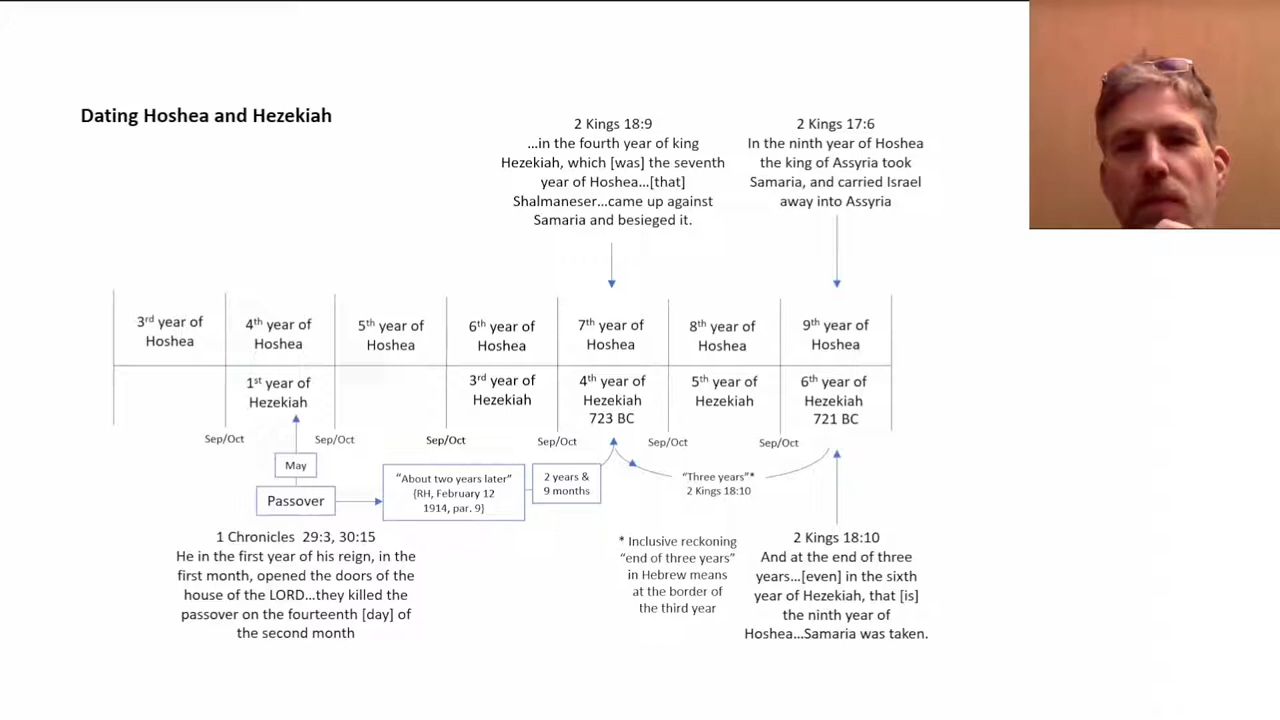 Dating Hoshea and Hezekiah
2 Kings 18:9
...in the fourth year of king
Hezekiah, which [was] the seventh
year of Hoshea...[that]
Shalmaneser...came up against
Samaria and besieged it.
2 Kings 17:6
In the ninth year of Hoshea
the king of Assyria took
Samaria, and carried Israel
away into Assyria
3rd year of
Hoshea
4th year of
Hoshea
5th year of
Hoshea
6th year of
Hoshea
7th year of
Hoshea
8th year of
Hoshea
9th year of
Hoshea
1st year of
Hezekiah
3rd year of
Hezekiah
4th year of
Hezekiah
723 BC
5th year of
Hezekiah
6th year of
Hezekiah
721 BC
Sep/Oct
Sep/Oct
Sep/Oct
Sep/Oct
Sep/Oct
Sep/Oct
May
Passover
"About two years later"
{RH, February 12
1914, par. 9}
2 years &
9 months
"Three years"*
2 Kings 18:10
1 Chronicles 29:3, 30:15
He in the first year of his reign, in the
first month, opened the doors of the
house of the LORD...they killed the
passover on the fourteenth [day] of
the second month
* Inclusive reckoning
"end of three years"
in Hebrew means
at the border of
the third year
2 Kings 18:10
And at the end of three
years...[even] in the sixth
year of Hezekiah, that [is]
the ninth year of
Hoshea...Samaria was taken.